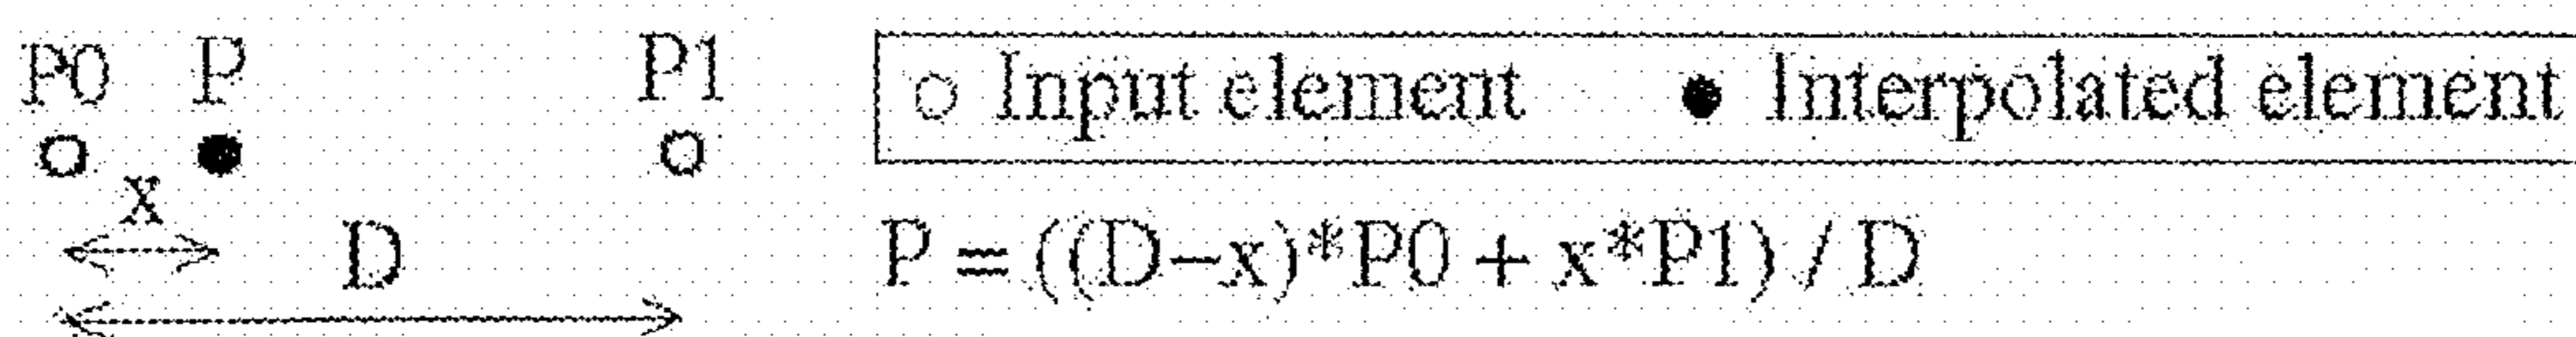 P0 P P1
○ Input element ● Interpolated element
x
D
P = ((D−x)*P0 + x*P1) / D